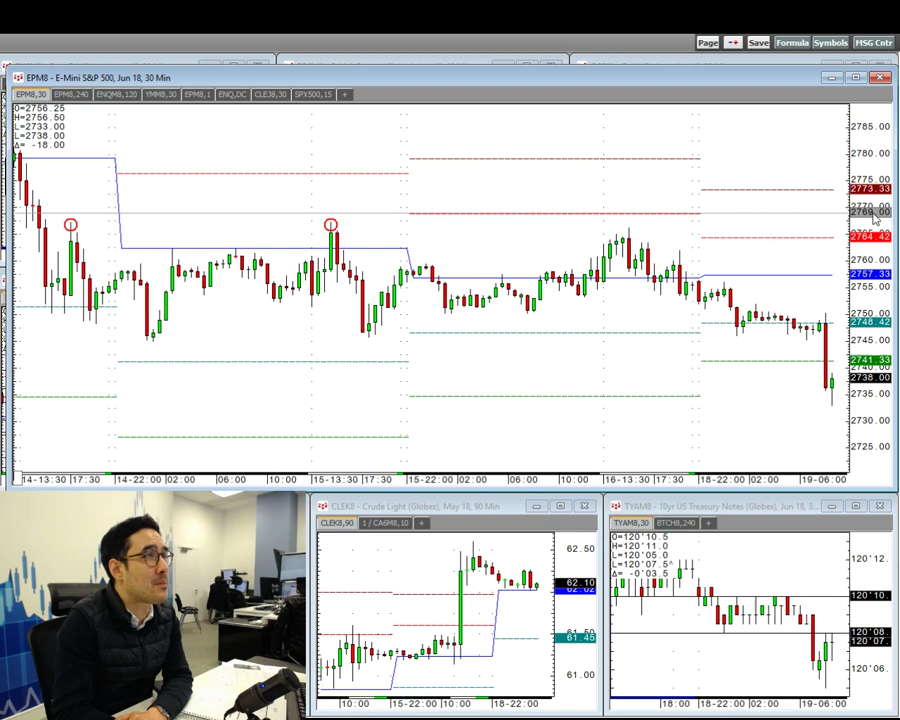 Page -+ Save Formula Symbols MSG Cntr
EPM8 - E-Mini S&P 500, Jun 18, 30 Min
EPM8,30 EPM8,240 ENQM8,120 YMM8,30 EPM8,1 ENQ,DC CLEJ8,30 SPX500,15 +
O=2756.25
H=2756.50
L=2733.00
L=2738.00
Δ= -18.00
2785.00
2780.00
2775.00
2773.33
2770.00
2769.00
2764.42
2760.00
2757.33
2755.00
2750.00
2748.42
2745.00
2741.33
2740.00
2738.00
2735.00
2730.00
2725.00
14-13:30 17:30 14-22:00 06:00 10:00 15-13:30 17:30 15-22:00 06:00 10:00 16-13:30 17:30 18-22:00 02:00 19-06:00
CLEK8 - Crude Light (Globex), May 18, 90 Min
CLEK8,90 1 / CA6M8,10 +
62.50
62.10
62.02
61.50
61.45
61.00
10:00 15-22:00 10:00 18-22:00
TYAM8 - 10yr US Treasury Notes (Globex), Jun 18, 3...
TYAM8,30 BTCH8,240 +
O=120'10.5
H=120'11.0
L=120'05.0
L=120'07.5^
Δ= -0'03.5
120'12.
120'10.
120'08.
120'07.
120'06.
18:00 18-22:00 19-06:00